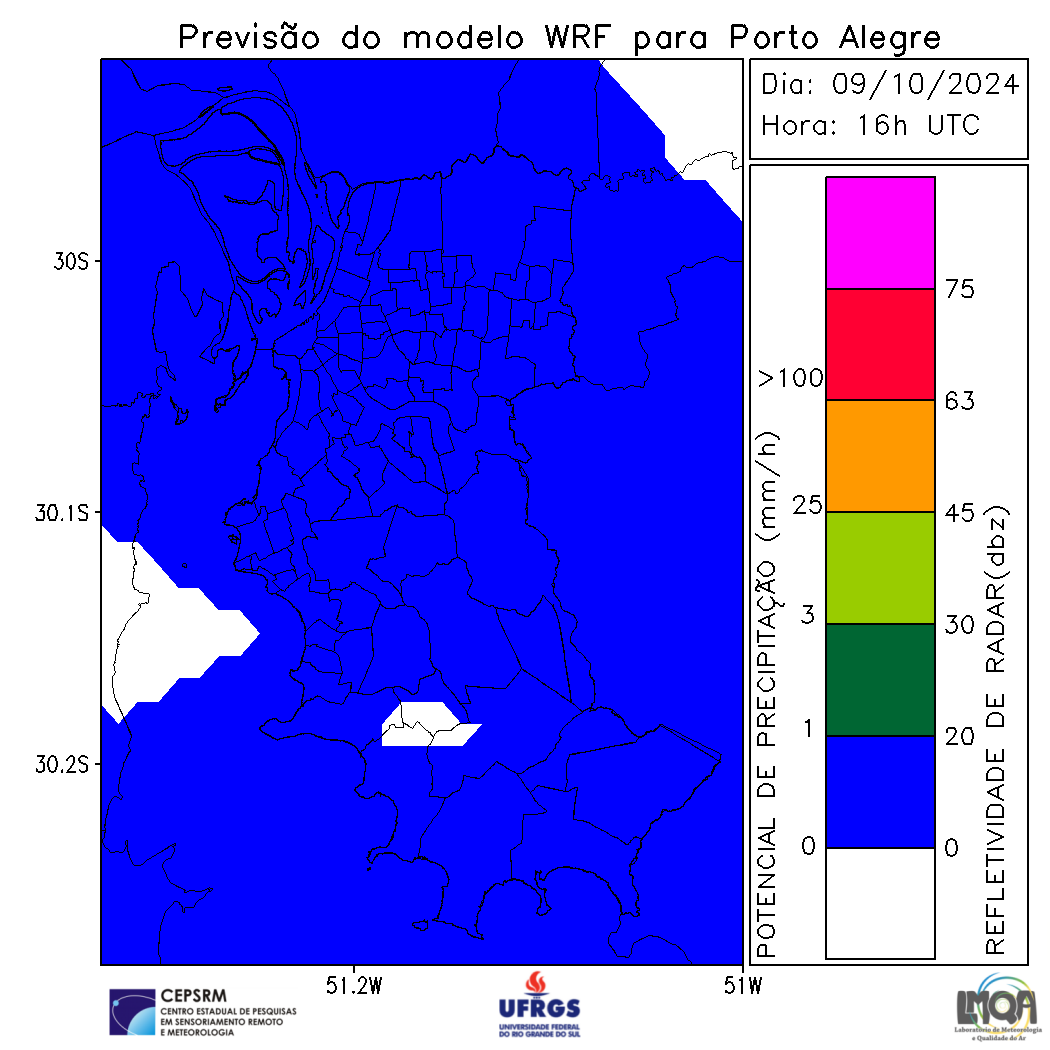 Previsão do modelo WRF para Porto Alegre
Dia: 09/10/2024
Hora: 16h UTC
30S
30.1S
30.2S
51.2W
51W
POTENCIAL DE PRECIPITAÇÃO (mm/h)
>100
25
3
1
0
75
63
45
30
20
0
REFLETIVIDADE DE RADAR(dbz)
CEPSRM
CENTRO ESTADUAL DE PESQUISAS
EM SENSORIAMENTO REMOTO
E METEOROLOGIA
UFRGS
UNIVERSIDADE FEDERAL
DO RIO GRANDE DO SUL
LMQA
Laboratório de Meteorologia
e Qualidade do Ar